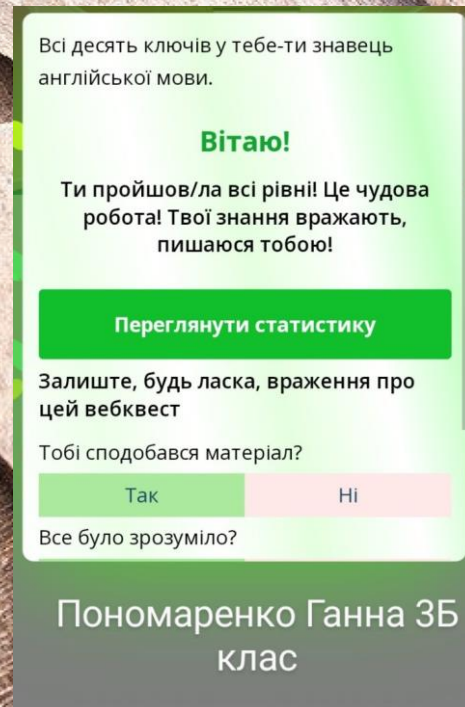 Всі десять ключів у тебе-ти знавець
англійської мови.
Вітаю!
Ти пройшов/ла всі рівні! Це чудова
робота! Твої знання вражають,
пишаюся тобою!
Переглянути статистику
Залиште, будь ласка, враження про
цей вебквест
Тобі сподобався матеріал?
Так Ні
Все було зрозуміло?
Пономаренко Ганна 3Б
клас